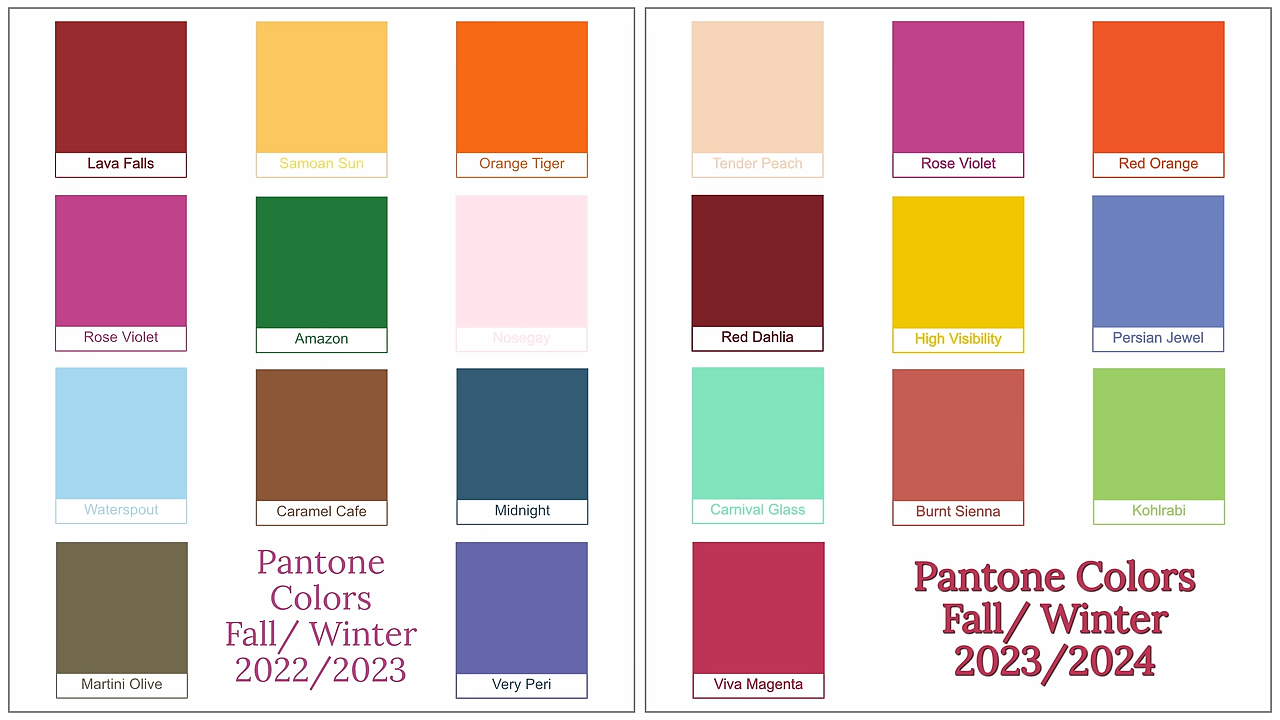 Lava Falls
Samoan Sun
Orange Tiger
Rose Violet
Amazon
Nosegay
Waterspout
Caramel Cafe
Midnight
Martini Olive
Pantone
Colors
Fall/ Winter
2022/2023
Very Peri
Tender Peach
Rose Violet
Red Orange
Red Dahlia
High Visibility
Persian Jewel
Carnival Glass
Burnt Sienna
Kohlrabi
Viva Magenta
Pantone Colors
Fall/ Winter
2023/2024